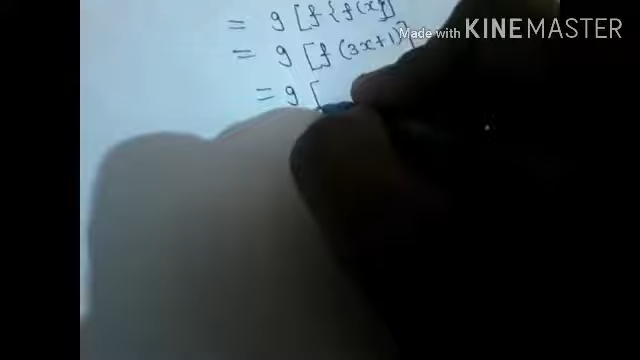 Made with KINEMASTER
= g [f {f(x)}]
= g [f (3x+1)]
= g [